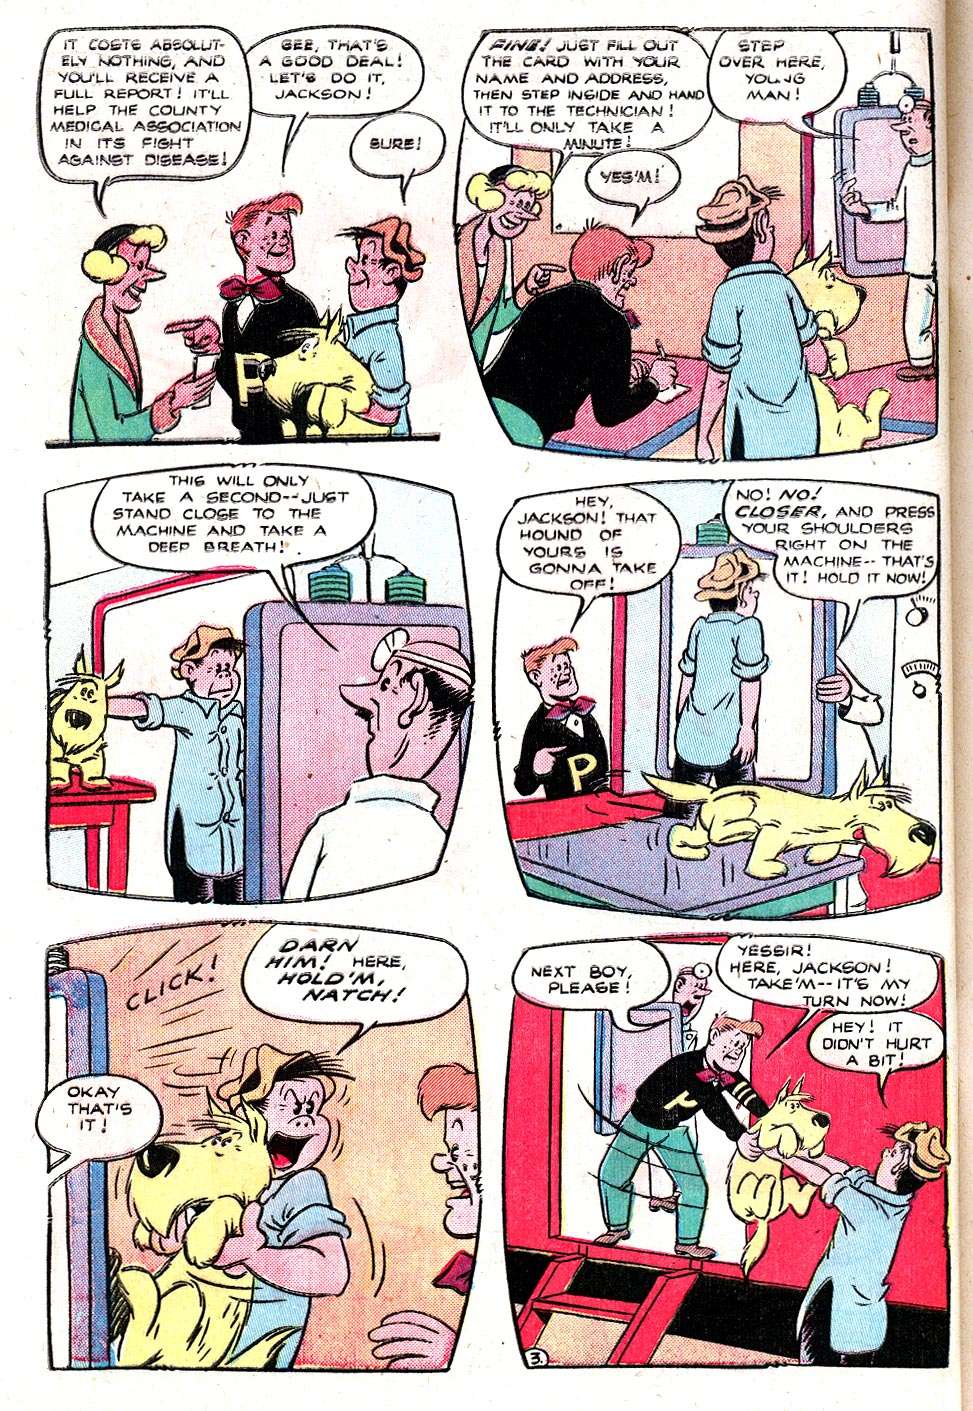 IT COSTS ABSOLUT-
ELY NOTHING, AND
YOU'LL RECEIVE A
FULL REPORT! IT'LL
HELP THE COUNTY
MEDICAL ASSOCIATION
IN ITS FIGHT
AGAINST DISEASE!
GEE, THAT'S
A GOOD DEAL!
LET'S DO IT,
JACKSON!
SURE!
P
FINE! JUST FILL OUT
THE CARD WITH YOUR
NAME AND ADDRESS,
THEN STEP INSIDE AND HAND
IT TO THE TECHNICIAN!
IT'LL ONLY TAKE A
MINUTE!
YES'M!
STEP
OVER HERE,
YOUNG
MAN!
THIS WILL ONLY
TAKE A SECOND--JUST
STAND CLOSE TO THE
MACHINE AND TAKE A
DEEP BREATH!
HEY,
JACKSON! THAT
HOUND OF
YOURS IS
GONNA TAKE
OFF!
NO! NO!
CLOSER, AND PRESS
YOUR SHOULDERS
RIGHT ON THE
MACHINE--THAT'S
IT! HOLD IT NOW!
P
CLICK!
DARN
HIM! HERE,
HOLD'M,
NATCH!
OKAY
THAT'S
IT!
NEXT BOY,
PLEASE!
YESSIR!
HERE, JACKSON!
TAKE'M--IT'S MY
TURN NOW!
HEY! IT
DIDN'T HURT
A BIT!
P
3.